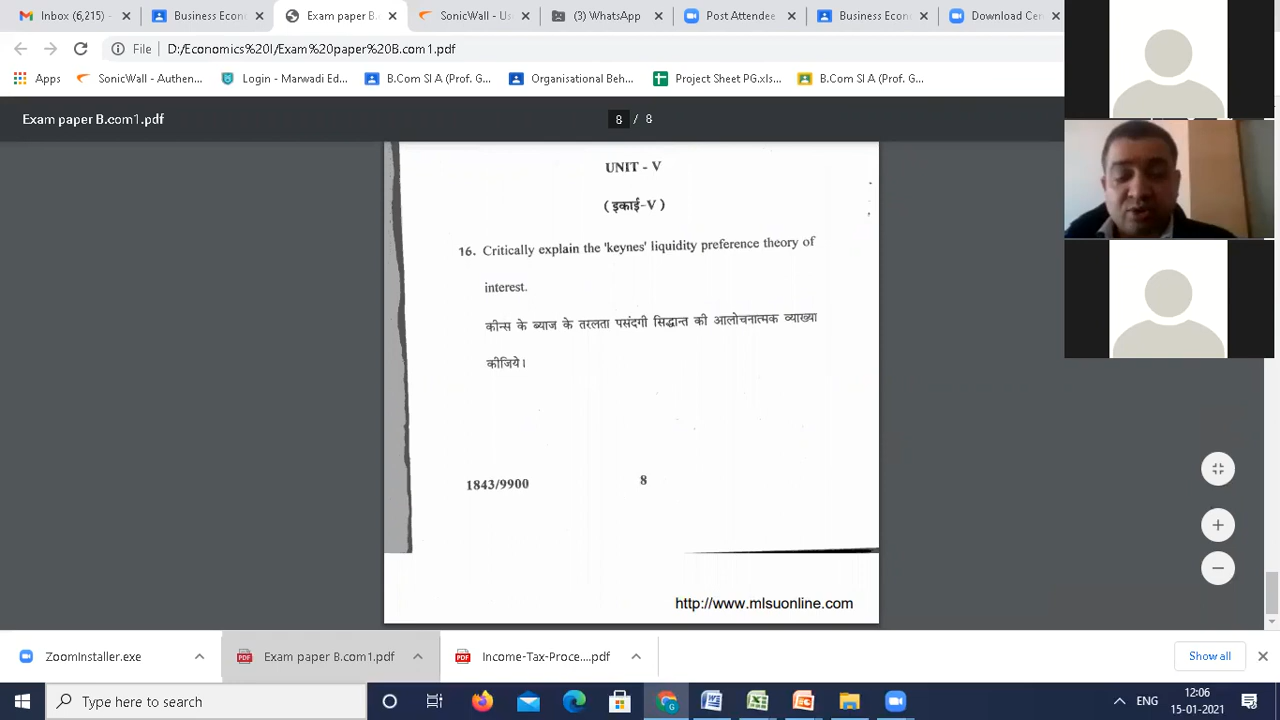 Inbox (6,215) -
Business Econ
Exam paper B.c
SonicWall - Us
(3) WhatsApp
Post Attendee
Business Econ
Download Cen
File
D:/Economics%20I/Exam%20paper%20B.com1.pdf
Apps
SonicWall - Authen...
Login - Marwadi Ed...
B.Com SI A (Prof. G...
Organisational Beh...
Project Sheet PG.xls...
B.Com SI A (Prof. G...
Exam paper B.com1.pdf
8 / 8
UNIT - V
( इकाई-V )
16. Critically explain the 'keynes' liquidity preference theory of
interest.
कीन्स के ब्याज के तरलता पसंदगी सिद्धान्त की आलोचनात्मक व्याख्या
कीजिये।
1843/9900
8
http://www.mlsuonline.com
ZoomInstaller.exe
Exam paper B.com1.pdf
Income-Tax-Proce....pdf
Show all
Type here to search
ENG
12:06
15-01-2021